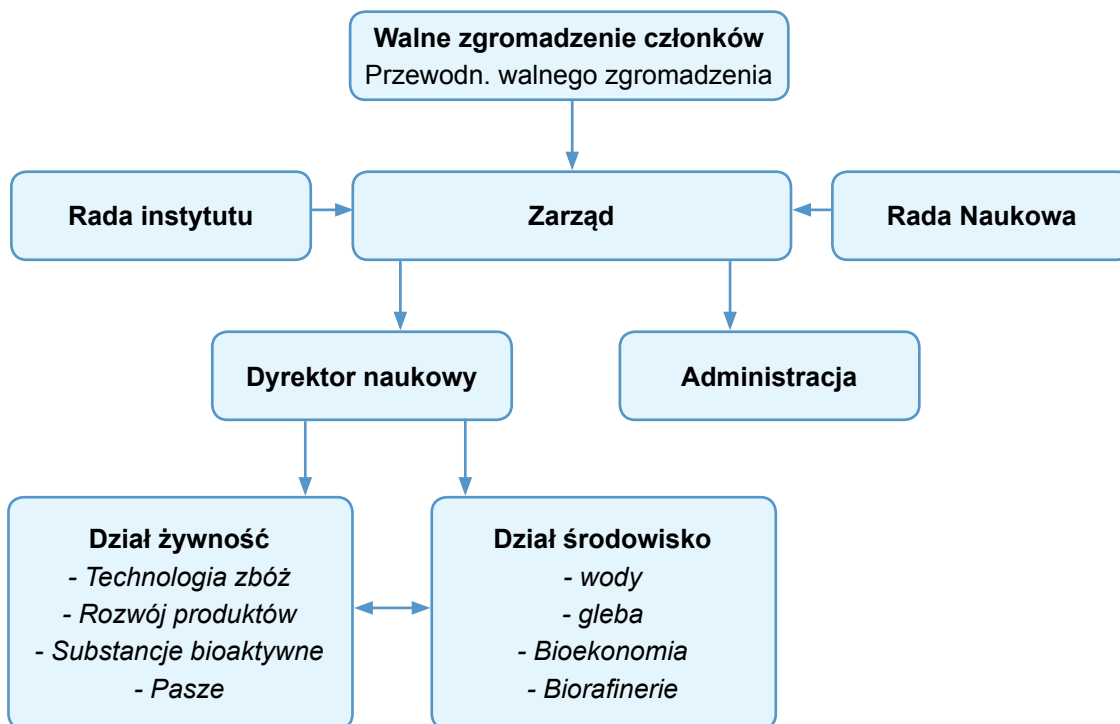 Walne zgromadzenie członków
Przewodn. walnego zgromadzenia
Rada instytutu
Zarząd
Rada Naukowa
Dyrektor naukowy
Administracja
Dział żywność
- Technologia zbóż
- Rozwój produktów
- Substancje bioaktywne
- Pasze
Dział środowisko
- wody
- gleba
- Bioekonomia
- Biorafinerie